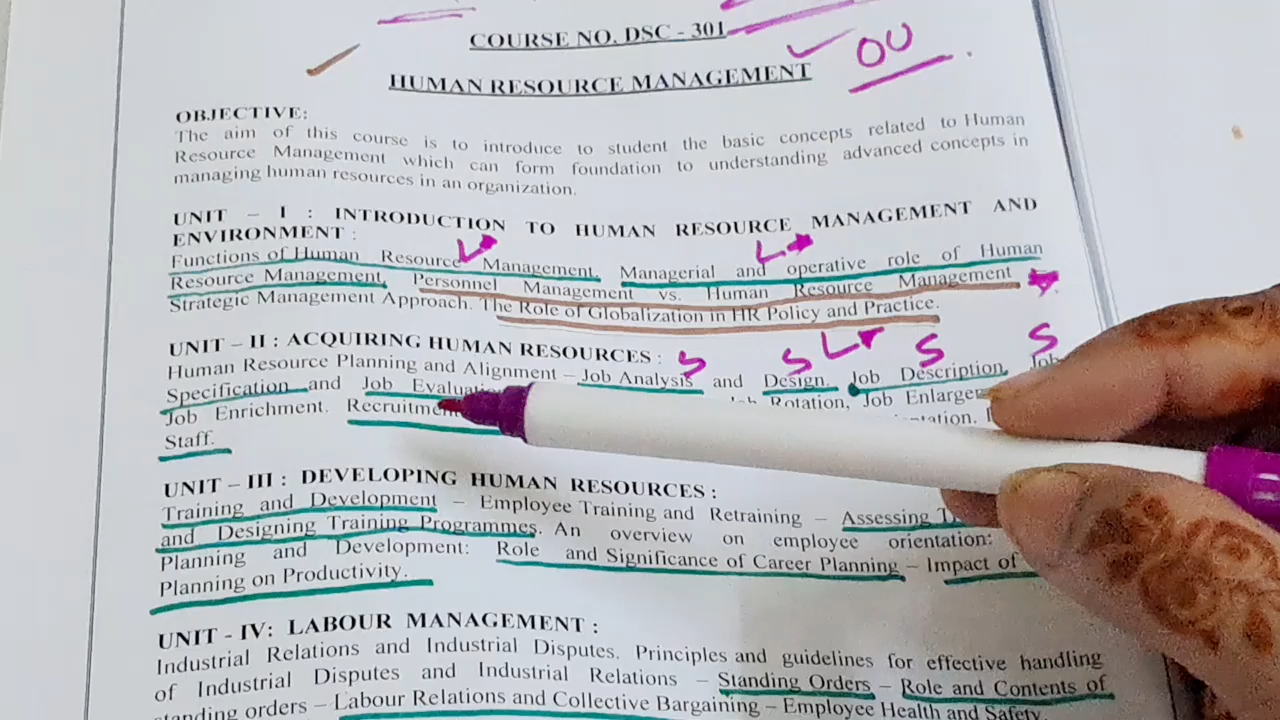 COURSE NO. DSC - 301
OU
HUMAN RESOURCE MANAGEMENT
OBJECTIVE:
The aim of this course is to introduce to student the basic concepts related to Human
Resource Management which can form foundation to understanding advanced concepts in
managing human resources in an organization.
UNIT – I : INTRODUCTION TO HUMAN RESOURCE MANAGEMENT AND
ENVIRONMENT :
L L
Functions of Human Resource Management, Managerial and operative role of Human
Resource Management, Personnel Management vs. Human Resource Management
Strategic Management Approach. The Role of Globalization in HR Policy and Practice.
UNIT – II : ACQUIRING HUMAN RESOURCES :
S S L S S
Human Resource Planning and Alignment – Job Analysis and Design. Job Description, Job
Specification and Job Rotation, Job
Job Enrichment.
Staff.
UNIT – III : DEVELOPING HUMAN RESOURCES :
Training and Development – Employee Training and Retraining – Assessing
and Designing Training Programmes. An overview on employee orientation:
Planning and Development: Role and Significance of Career Planning – Impact of
Planning on Productivity.
UNIT - IV: LABOUR MANAGEMENT :
Industrial Relations and Industrial Disputes. Principles and guidelines for effective handling
of Industrial Disputes and Industrial Relations – Standing Orders – Role and Contents of
standing orders – Labour Relations and Collective Bargaining – Employee Health and Safety.